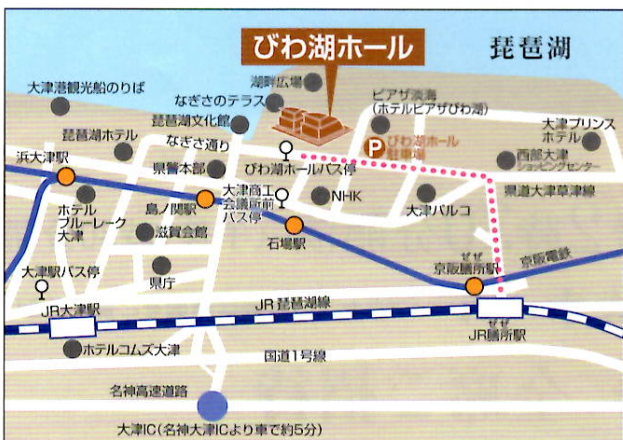 びわ湖ホール
琵琶湖
湖畔広場
大津港観光船のりば
なぎさのテラス
ピアザ淡海
(ホテルピアザびわ湖)
琵琶湖文化館
大津プリンス
ホテル
琵琶湖ホテル
なぎさ通り
P
びわ湖ホール
駐車場
浜大津駅
びわ湖ホールバス停
西部大津
ショッピングセンター
県警本部
大津商工
会議所前
バス停
NHK
県道大津草津線
ホテル
ブルーレーク
大津
島ノ関駅
大津パルコ
滋賀会館
石場駅
ぜぜ
京阪膳所駅
京阪電鉄
大津駅バス停
県庁
JR大津駅
JR琵琶湖線
ぜぜ
JR膳所駅
ホテルコムズ大津
国道1号線
名神高速道路
大津IC(名神大津ICより車で約5分)